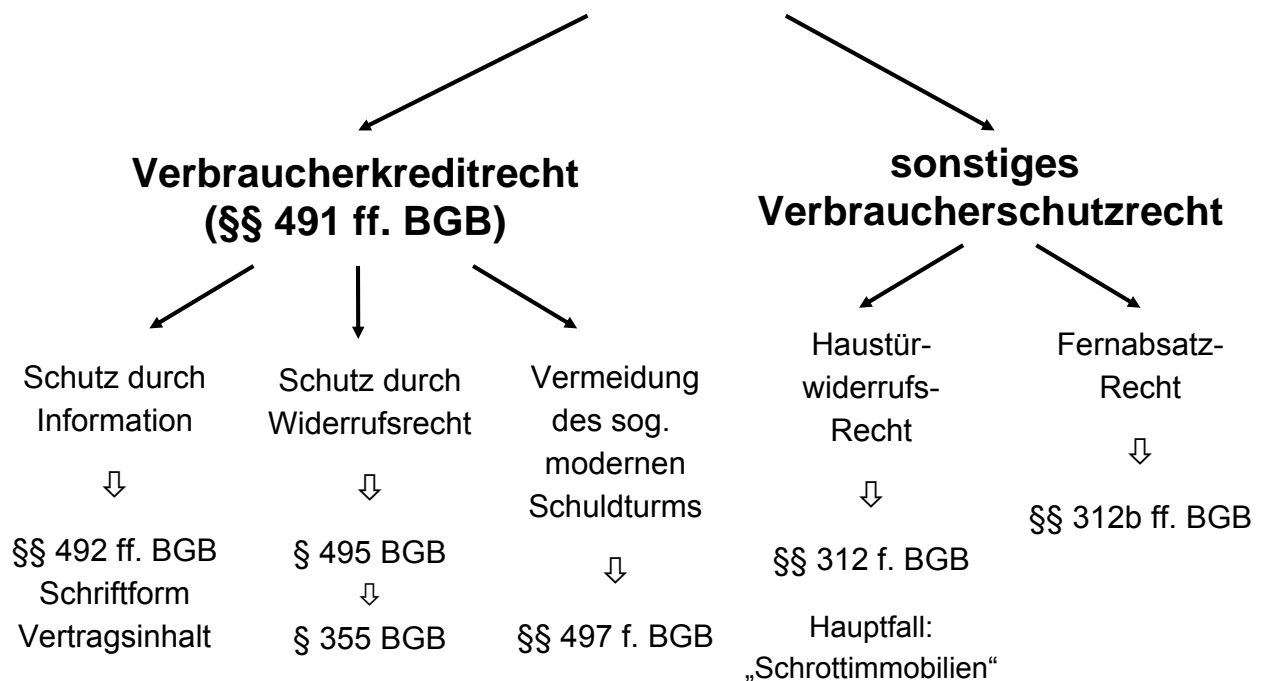 Verbraucherkreditrecht
(§§ 491 ff. BGB)
sonstiges
Verbraucherschutzrecht
Schutz durch
Information
⇩
§§ 492 ff. BGB
Schriftform
Vertragsinhalt
Schutz durch
Widerrufsrecht
⇩
§ 495 BGB
⇩
§ 355 BGB
Vermeidung
des sog.
modernen
Schuldturms
⇩
§§ 497 f. BGB
Haustür-
widerrufs-
Recht
⇩
§§ 312 f. BGB
Hauptfall:
„Schrottimmobilien“
Fernabsatz-
Recht
⇩
§§ 312b ff. BGB